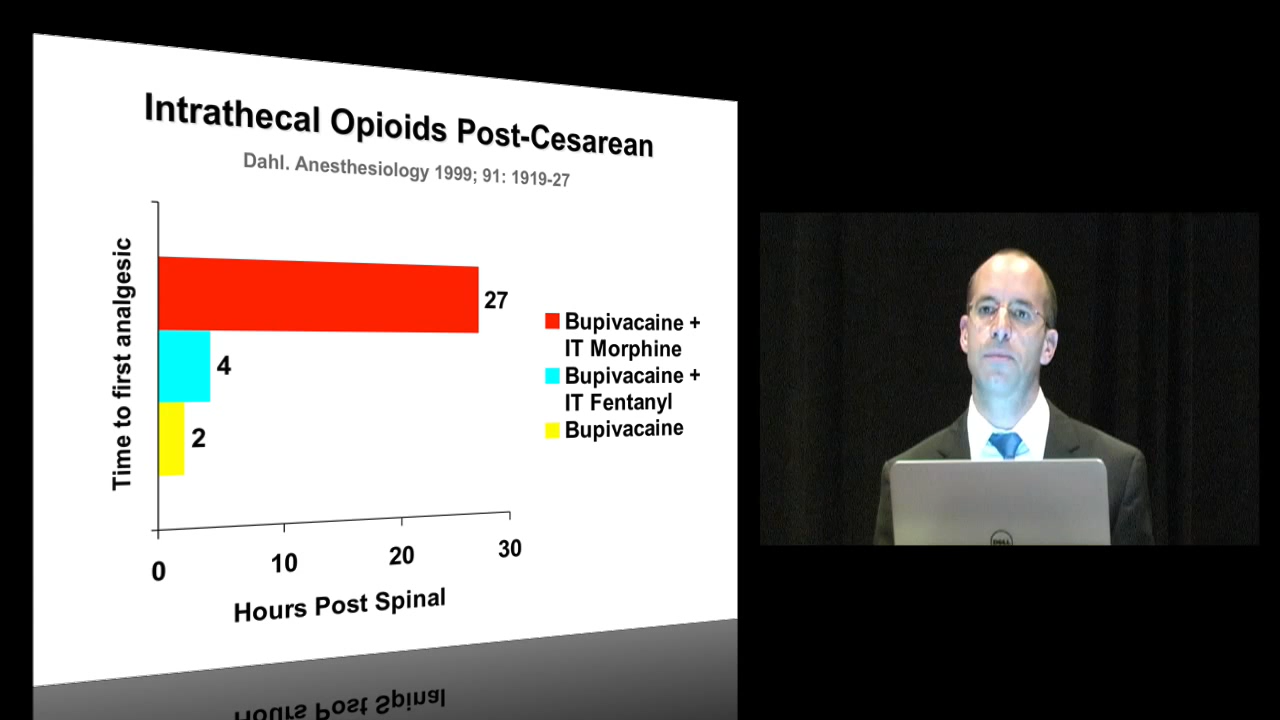 Intrathecal Opioids Post-Cesarean
Dahl. Anesthesiology 1999; 91: 1919-27
Time to first analgesic
27
4
2
Bupivacaine +
IT Morphine
Bupivacaine +
IT Fentanyl
Bupivacaine
0
10
20
30
Hours Post Spinal
Hours Post Spinal
DELL